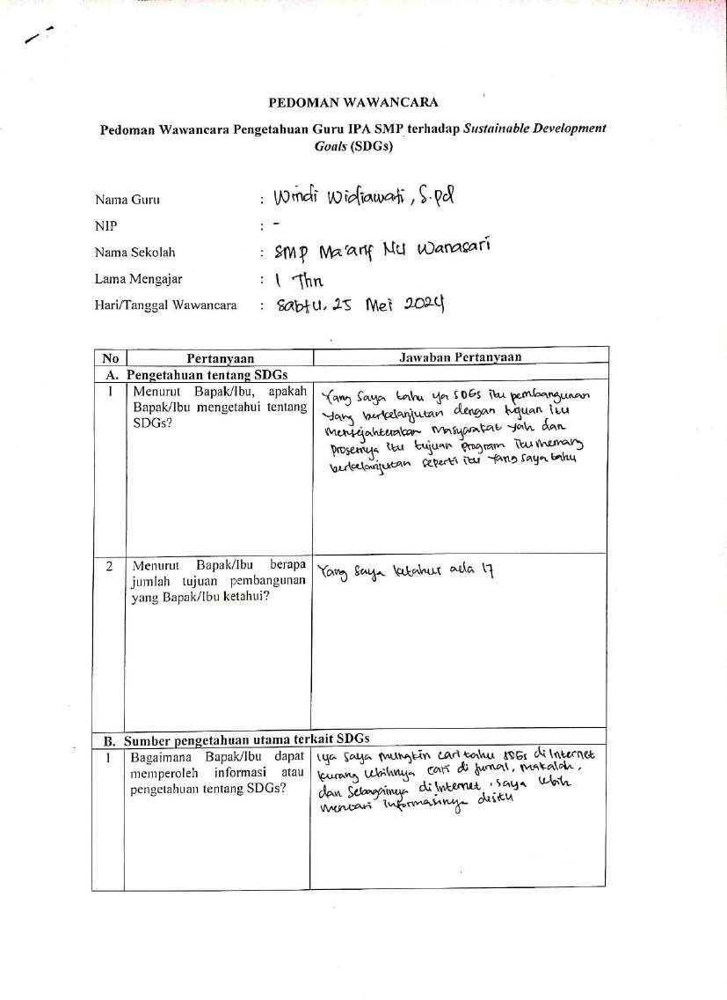 PEDOMAN WAWANCARA
Pedoman Wawancara Pengetahuan Guru IPA SMP terhadap Sustainable Development
Goals (SDGs)
Nama Guru : Windi Widiawati, S.Pd
NIP : -
Nama Sekolah : SMP Ma'arif NU Wanasari
Lama Mengajar : 1 Thn
Hari/Tanggal Wawancara : Sabtu, 25 Mei 2024
No Pertanyaan Jawaban Pertanyaan
A. Pengetahuan tentang SDGs
1 Menurut Bapak/Ibu, apakah
Bapak/Ibu mengetahui tentang
SDGs?
Yang Saya tahu ya SDGs itu pembangunan
yang berkelanjutan dengan tujuan itu
mensejahterakan masyarakat yah dan
prosesnya itu tujuan program itu memang
berkelanjutan seperti itu yang saya tahu
2 Menurut Bapak/Ibu berapa
jumlah tujuan pembangunan
yang Bapak/Ibu ketahui?
Yang Saya ketahui ada 17
B. Sumber pengetahuan utama terkait SDGs
1 Bagaimana Bapak/Ibu dapat
memperoleh informasi atau
pengetahuan tentang SDGs?
Iya saya mungkin cari tahu SDGs di Internet
kurang lebihnya cari di Jurnal, makalah,
dan Sebagainya di Internet, saya lebih
mencari Informasinya disitu